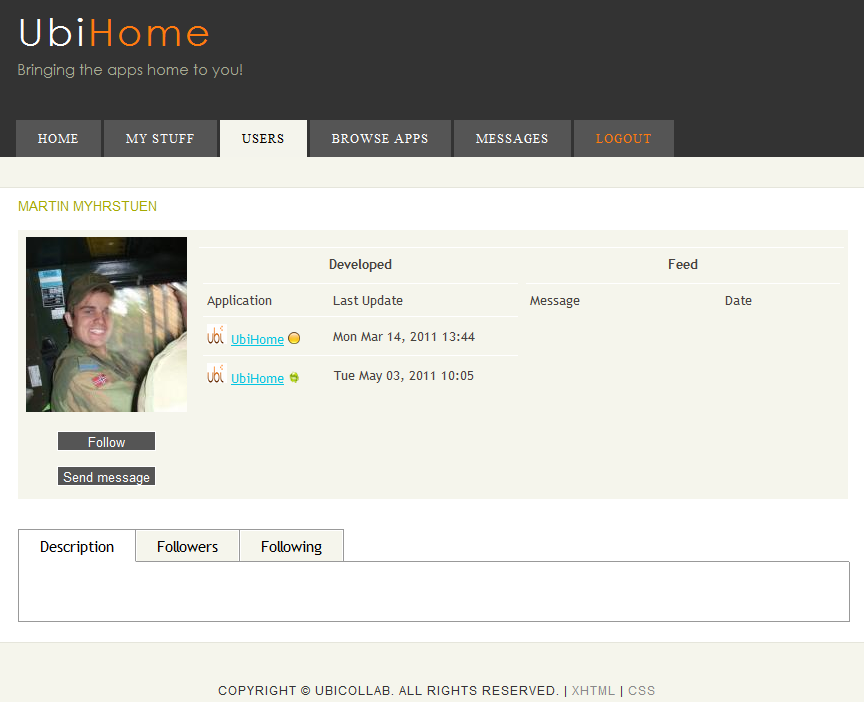 UbiHome
Bringing the apps home to you!
HOME MY STUFF USERS BROWSE APPS MESSAGES LOGOUT
MARTIN MYHRSTUEN
Developed Feed
Application Last Update Message Date
ubi UbiHome Mon Mar 14, 2011 13:44
ubi UbiHome Tue May 03, 2011 10:05
Follow
Send message
Description Followers Following
COPYRIGHT © UBICOLLAB. ALL RIGHTS RESERVED. | XHTML | CSS